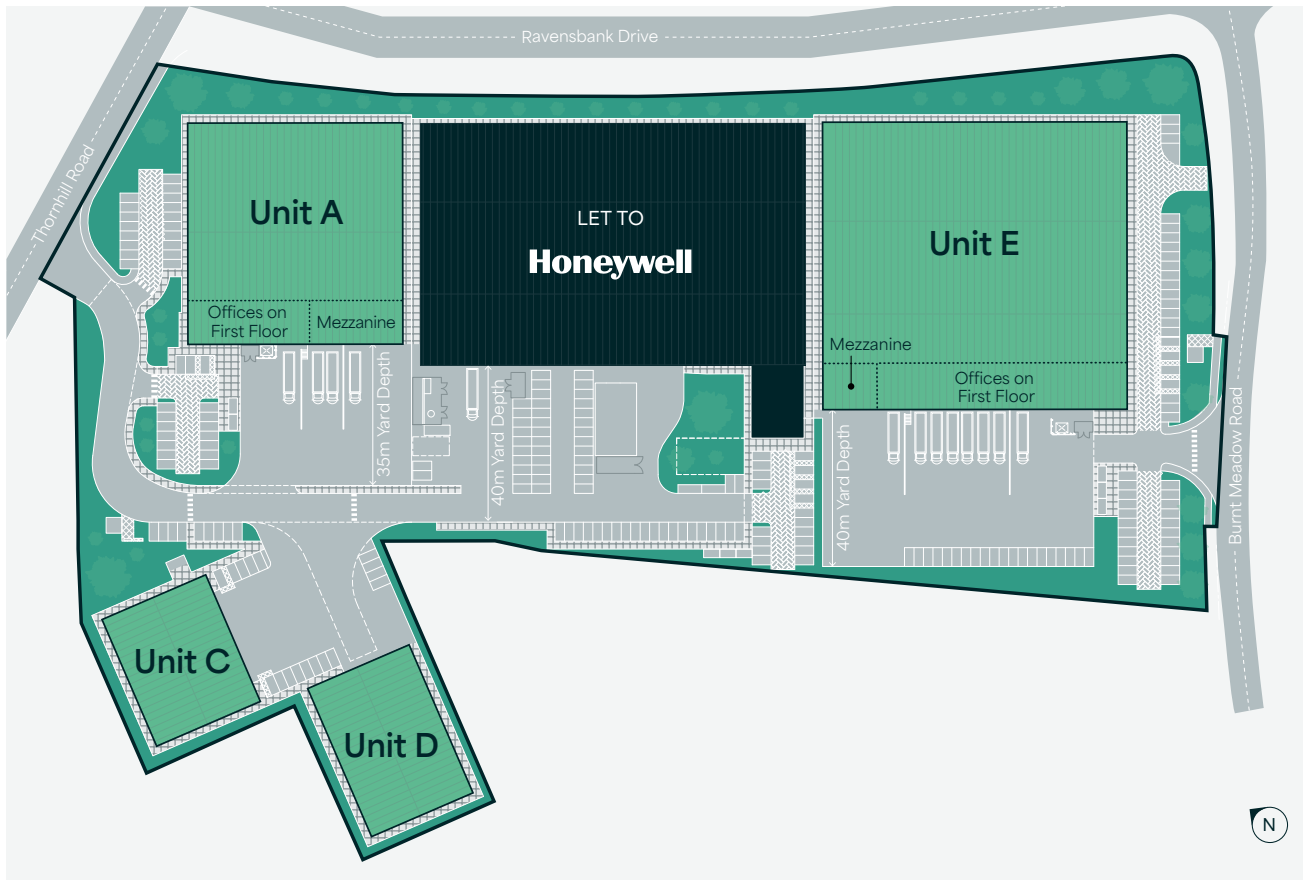 Ravensbank Drive
Thornhill Road
Unit A
Offices on
First Floor
Mezzanine
LET TO
Honeywell
Unit E
Mezzanine
Offices on
First Floor
35m Yard Depth
40m Yard Depth
40m Yard Depth
Burnt Meadow Road
Unit C
Unit D
N